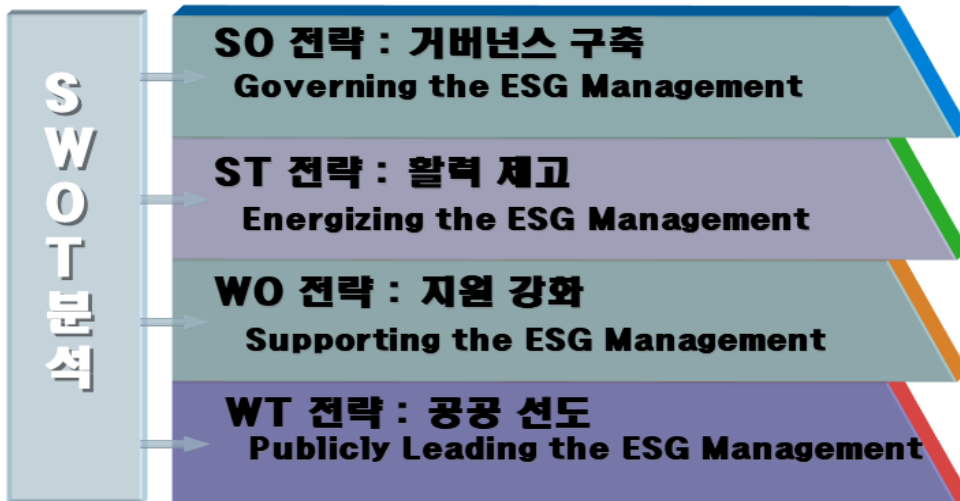 SWOT분석
SO 전략 : 거버넌스 구축
Governing the ESG Management
ST 전략 : 활력 제고
Energizing the ESG Management
WO 전략 : 지원 강화
Supporting the ESG Management
WT 전략 : 공공 선도
Publicly Leading the ESG Management